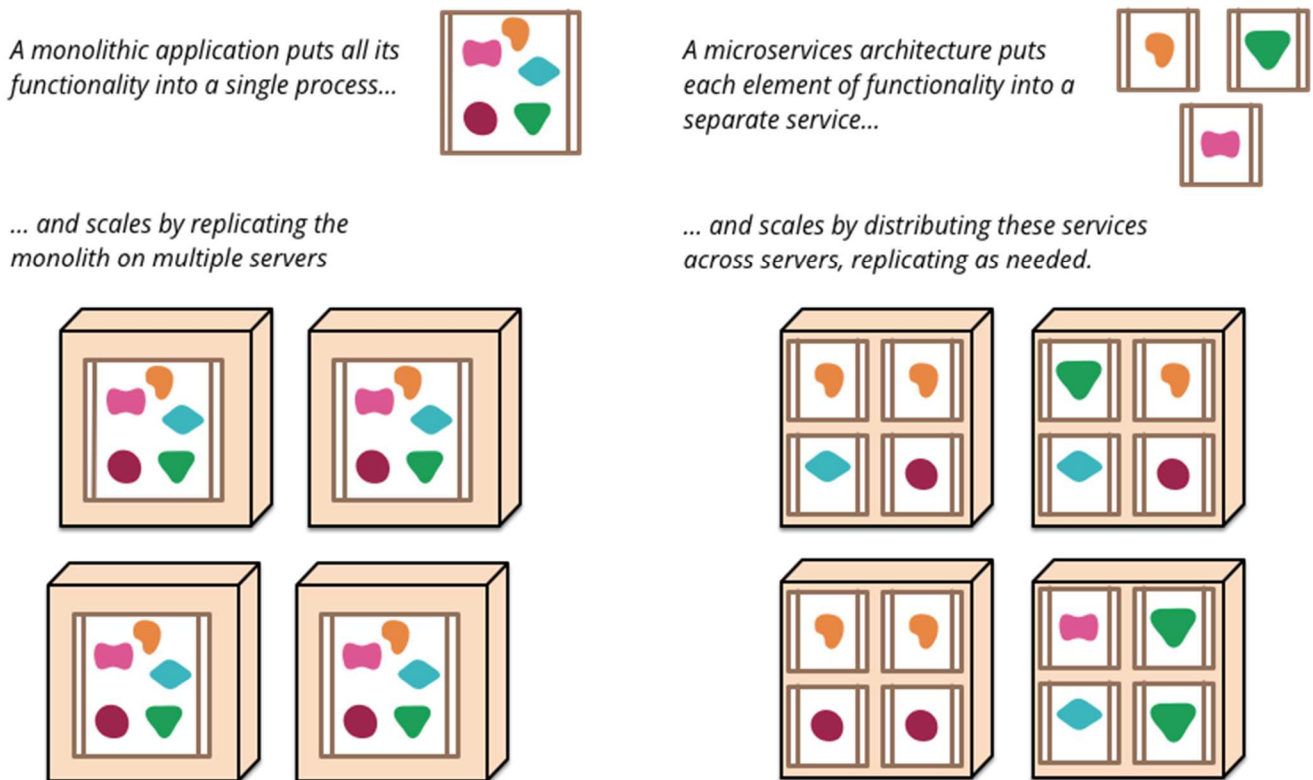 A monolithic application puts all its
functionality into a single process...
... and scales by replicating the
monolith on multiple servers
A microservices architecture puts
each element of functionality into a
separate service...
... and scales by distributing these services
across servers, replicating as needed.